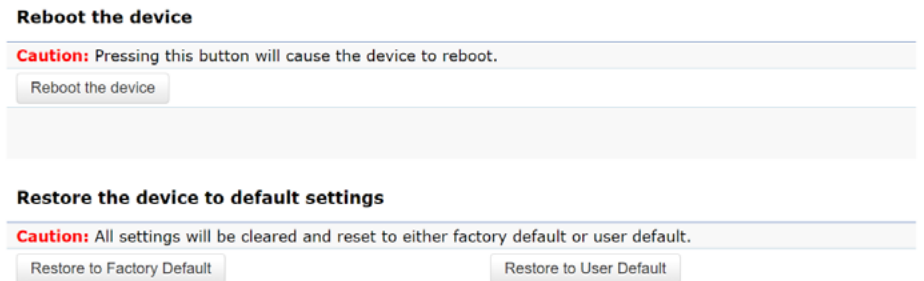 Reboot the device
Caution: Pressing this button will cause the device to reboot.
Reboot the device
Restore the device to default settings
Caution: All settings will be cleared and reset to either factory default or user default.
Restore to Factory Default Restore to User Default